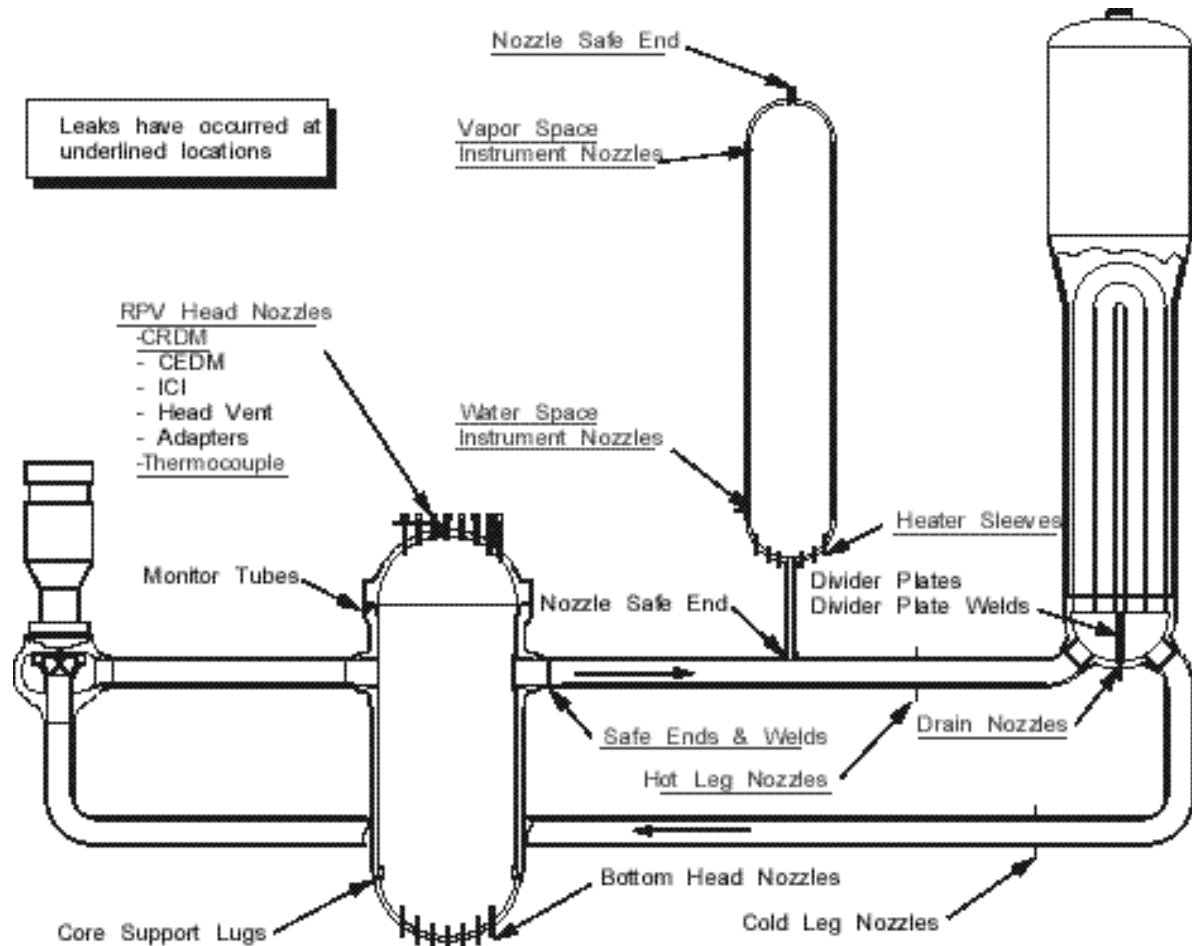 Nozzle Safe End
Leaks have occurred at
underlined locations
Vapor Space
Instrument Nozzles
RPV Head Nozzles
-CRDM
- CEDM
- ICI
- Head Vent
- Adapters
-Thermocouple
Water Space
Instrument Nozzles
Heater Sleeves
Monitor Tubes
Nozzle Safe End
Divider Plates
Divider Plate Welds
Safe Ends & Welds
Drain Nozzles
Hot Leg Nozzles
Bottom Head Nozzles
Core Support Lugs
Cold Leg Nozzles